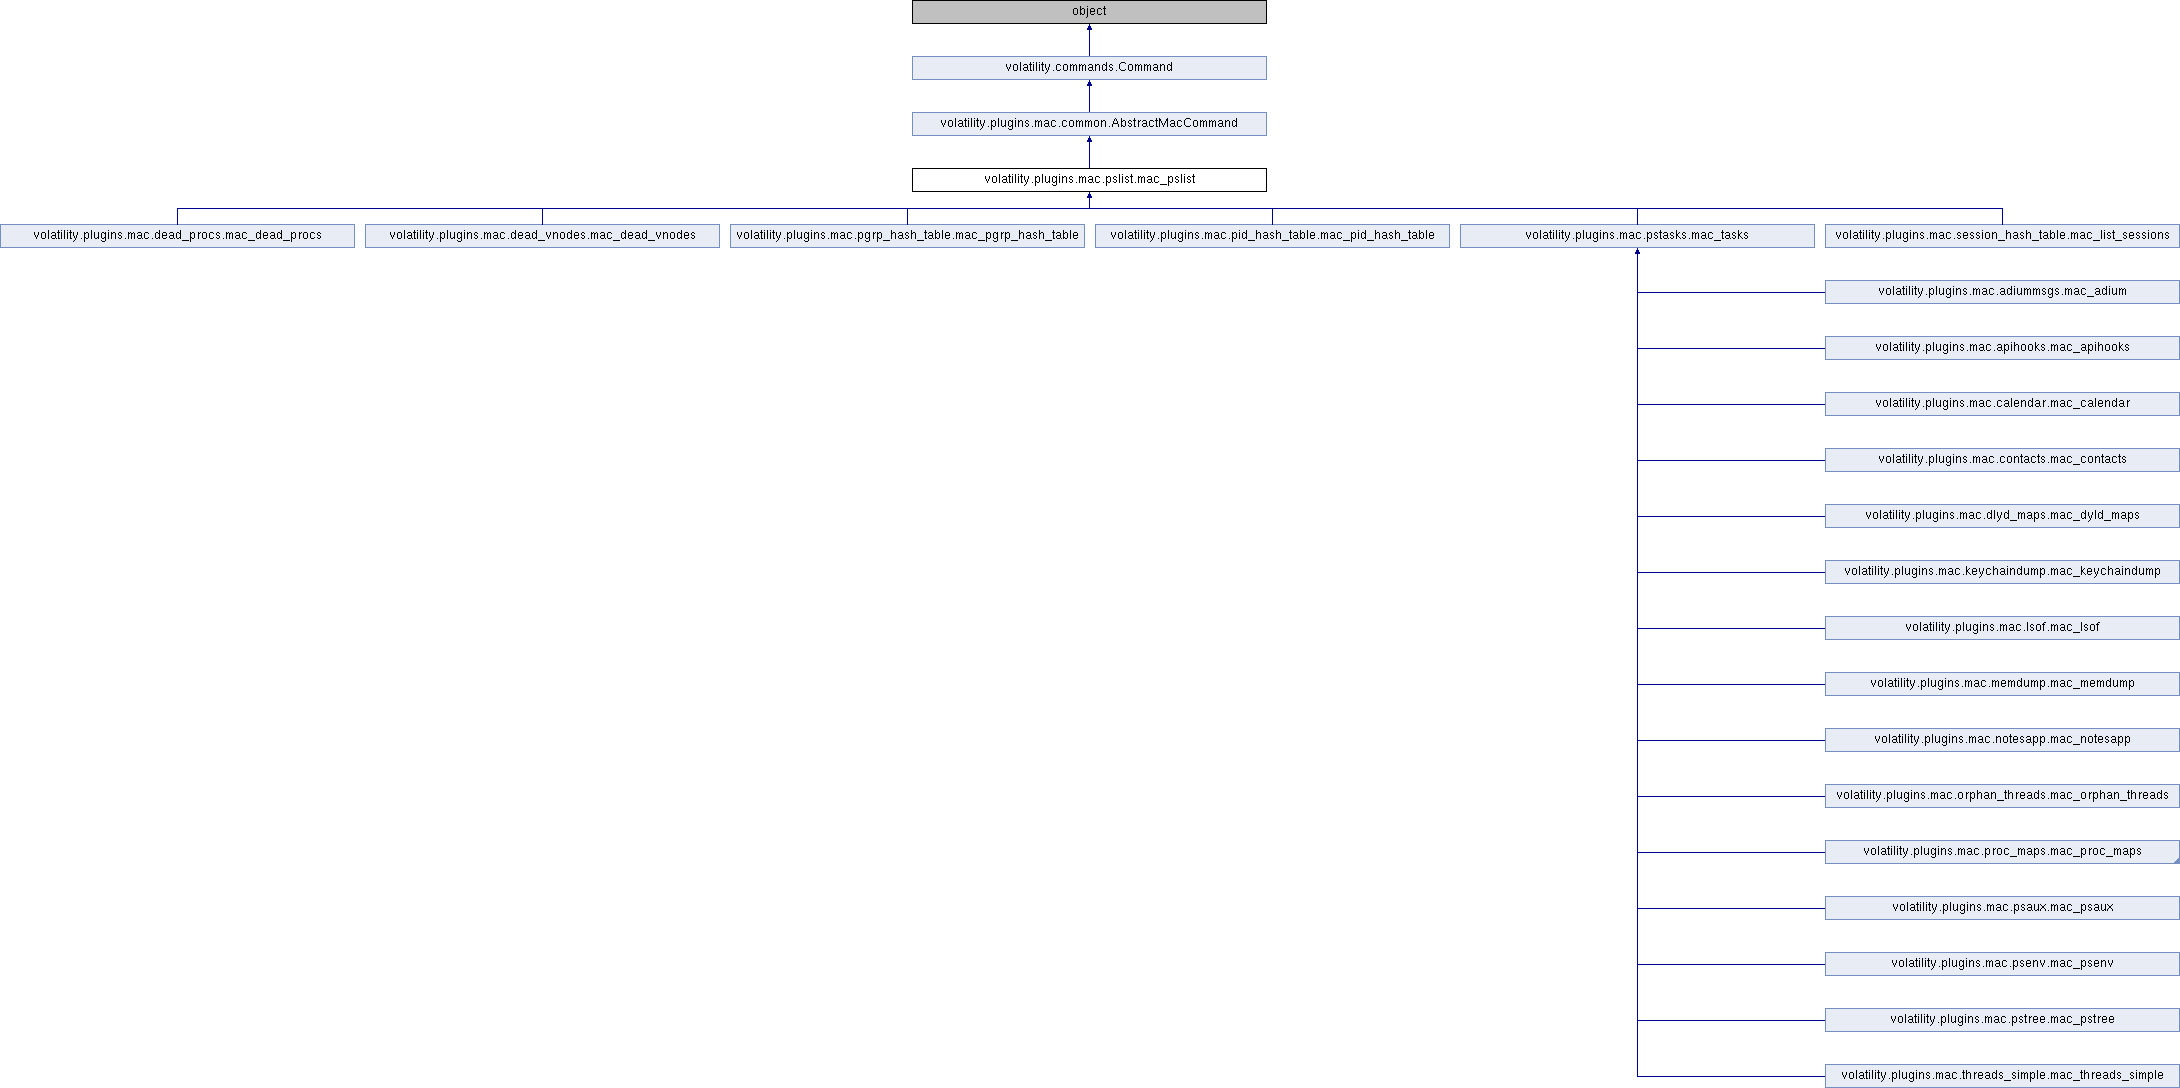 object
volatility.commands.Command
volatility.plugins.mac.common.AbstractMacCommand
volatility.plugins.mac.pslist.mac_pslist
volatility.plugins.mac.dead_procs.mac_dead_procs
volatility.plugins.mac.dead_vnodes.mac_dead_vnodes
volatility.plugins.mac.pgrp_hash_table.mac_pgrp_hash_table
volatility.plugins.mac.pid_hash_table.mac_pid_hash_table
volatility.plugins.mac.pstasks.mac_tasks
volatility.plugins.mac.session_hash_table.mac_list_sessions
volatility.plugins.mac.adiummsgs.mac_adium
volatility.plugins.mac.apihooks.mac_apihooks
volatility.plugins.mac.calendar.mac_calendar
volatility.plugins.mac.contacts.mac_contacts
volatility.plugins.mac.dlyd_maps.mac_dyld_maps
volatility.plugins.mac.keychaindump.mac_keychaindump
volatility.plugins.mac.lsof.mac_lsof
volatility.plugins.mac.memdump.mac_memdump
volatility.plugins.mac.notesapp.mac_notesapp
volatility.plugins.mac.orphan_threads.mac_orphan_threads
volatility.plugins.mac.proc_maps.mac_proc_maps
volatility.plugins.mac.psaux.mac_psaux
volatility.plugins.mac.psenv.mac_psenv
volatility.plugins.mac.pstree.mac_pstree
volatility.plugins.mac.threads_simple.mac_threads_simple